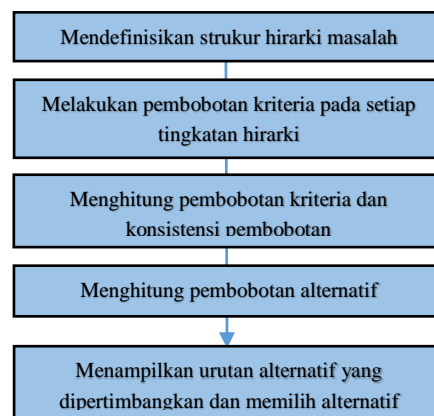 Mendefinisikan strukur hirarki masalah
Melakukan pembobotan kriteria pada setiap
tingkatan hirarki
Menghitung pembobotan kriteria dan
konsistensi pembobotan
Menghitung pembobotan alternatif
Menampilkan urutan alternatif yang
dipertimbangkan dan memilih alternatif